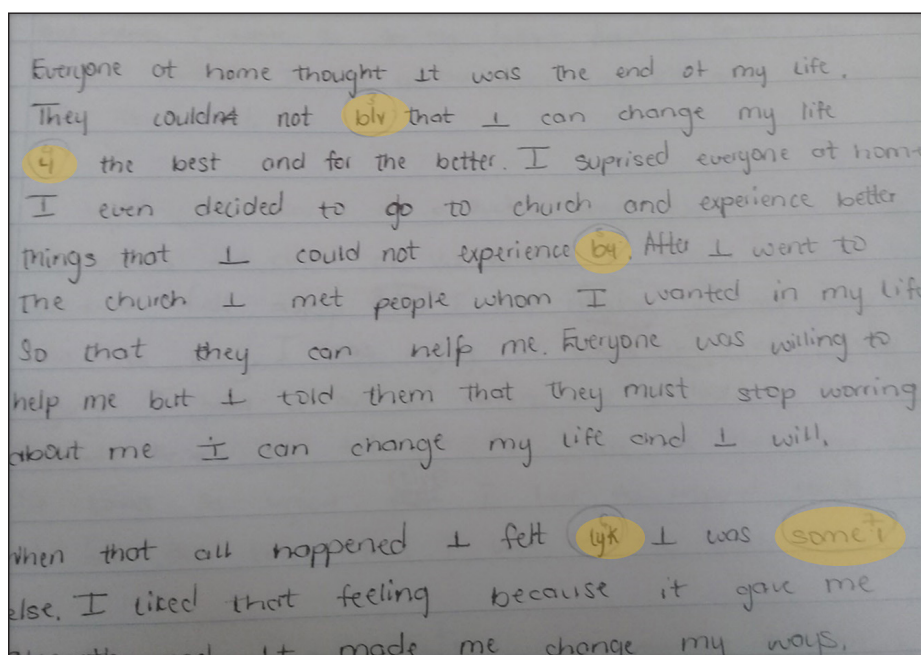 Everyone at home thought it was the end of my life.
They couldnt not blv that I can change my life
4 the best and for the better. I suprised everyone at hom
I even decided to go to church and experience better
things that I could not experience b4. After I went to
the church I met people whom I wanted in my life
So that they can help me. Everyone was willing to
help me but I told them that they must stop worring
about me I can change my life and I will.
when that all happened I felt lyk I was some1
else. I liked that feeling because it gave me
it made me change my ways.